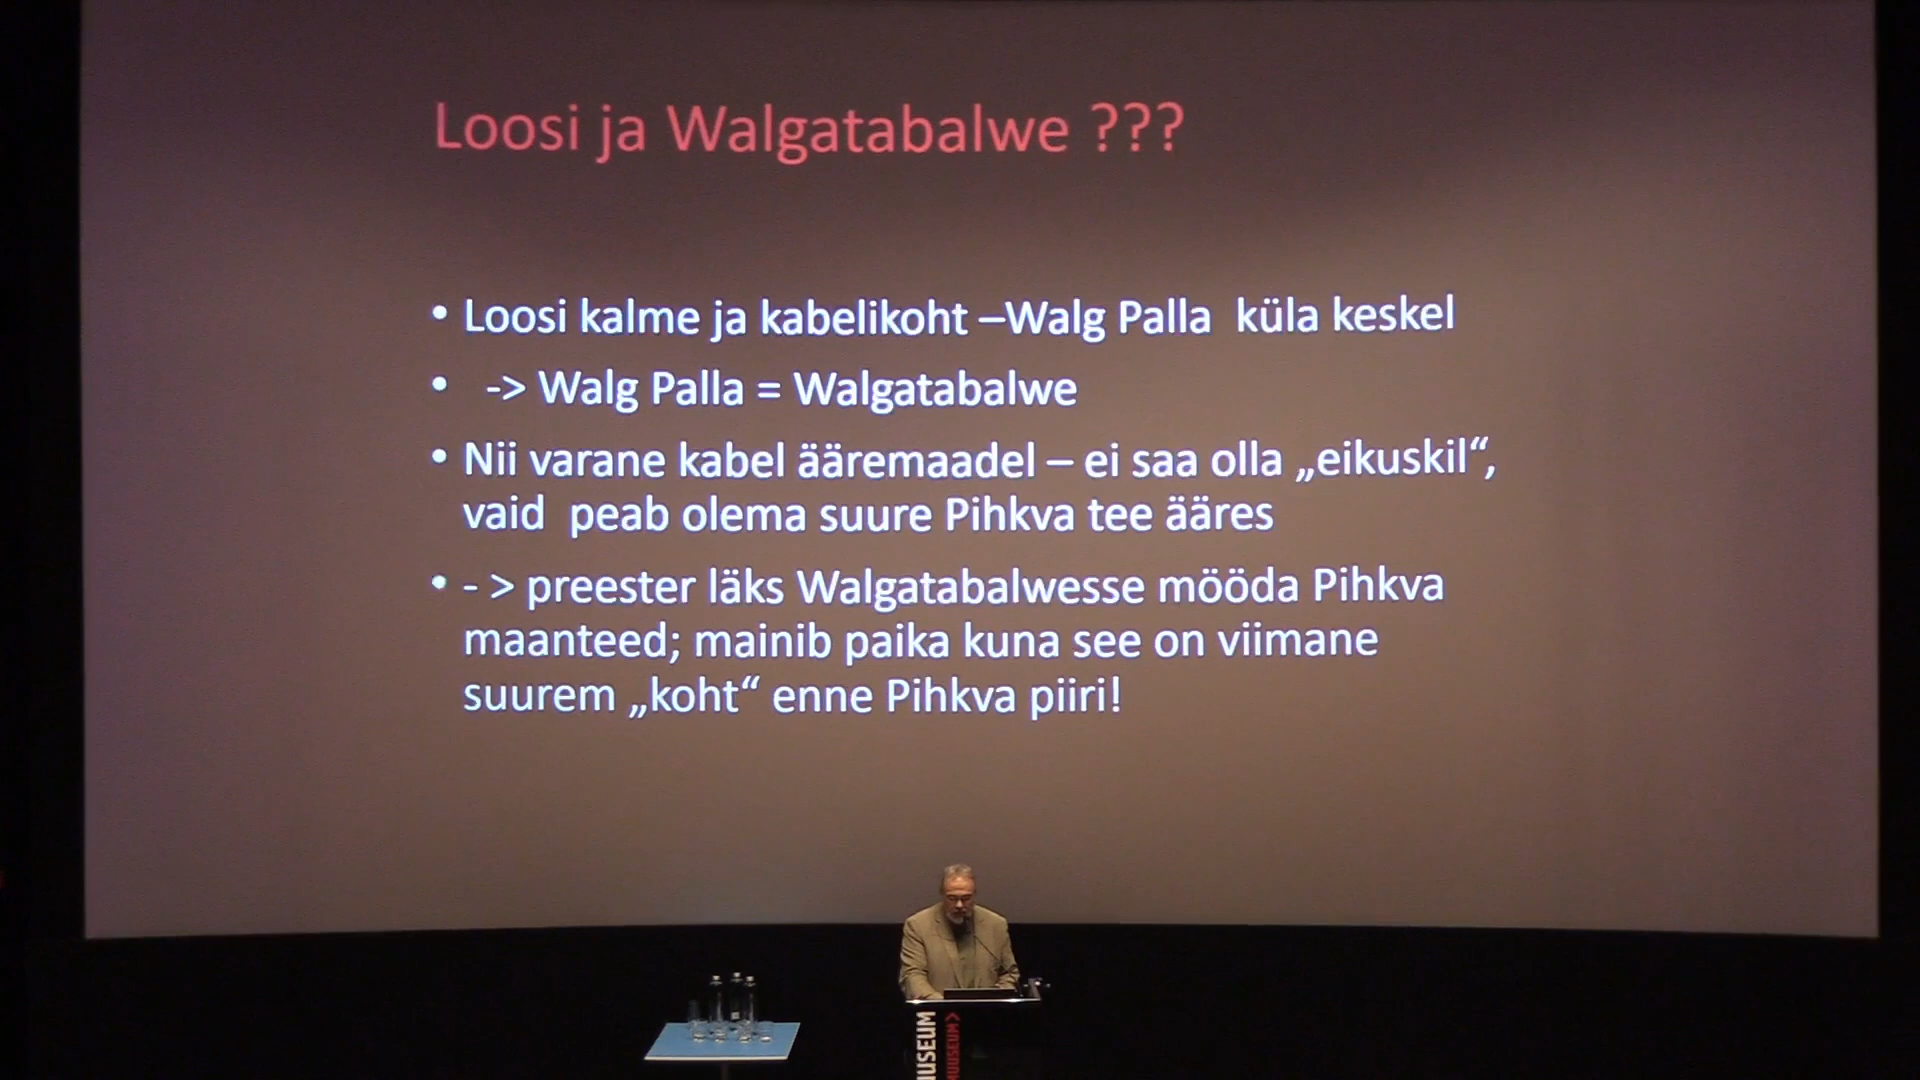 Loosi ja Walgatabalwe ???
• Loosi kalme ja kabelikoht –Walg Palla küla keskel
• -> Walg Palla = Walgatabalwe
• Nii varane kabel ääremaadel – ei saa olla „eikuskil“,
vaid peab olema suure Pihkva tee ääres
• - > preester läks Walgatabalwesse mööda Pihkva
maanteed; mainib paika kuna see on viimane
suurem „koht“ enne Pihkva piiri!